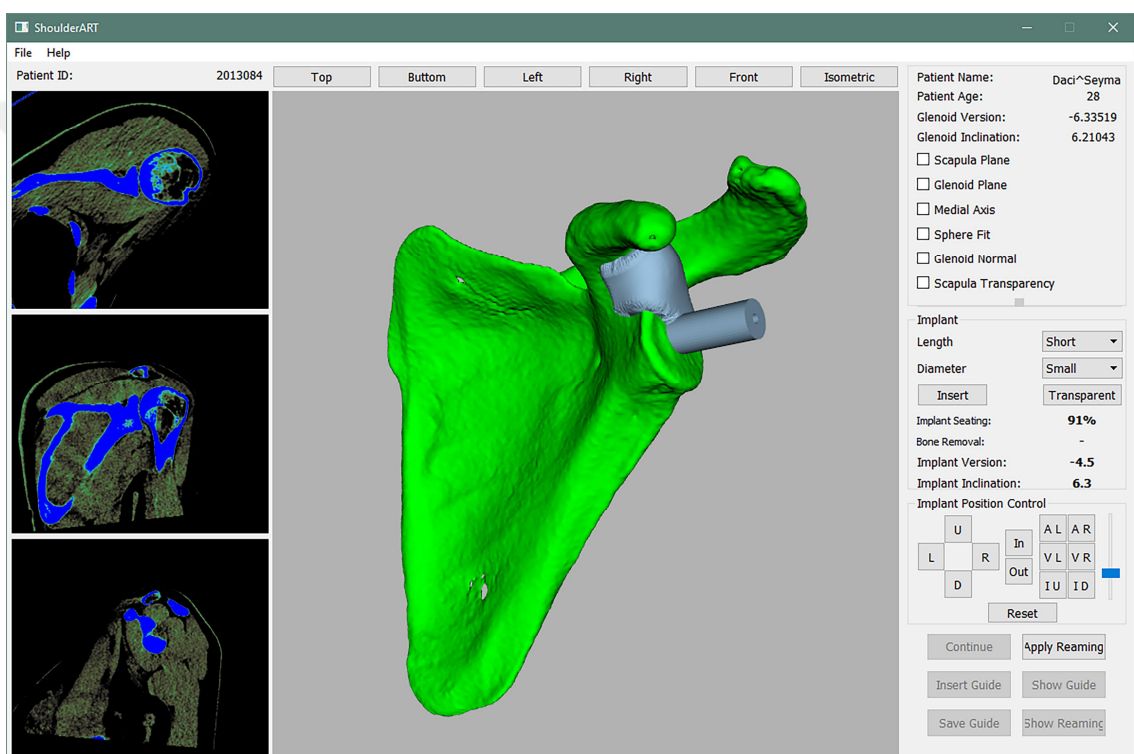 ShoulderART
File Help
Patient ID: 2013084
Top Buttom Left Right Front Isometric
Patient Name: Daci^Seyma
Patient Age: 28
Glenoid Version: -6.33519
Glenoid Inclination: 6.21043
Scapula Plane
Glenoid Plane
Medial Axis
Sphere Fit
Glenoid Normal
Scapula Transparency
Implant
Length Short
Diameter Small
Insert Transparent
Implant Seating: 91%
Bone Removal: -
Implant Version: -4.5
Implant Inclination: 6.3
Implant Position Control
U In A L A R
L R V L V R
D Out I U I D
Reset
Continue Apply Reaming
Insert Guide Show Guide
Save Guide Show Reaming